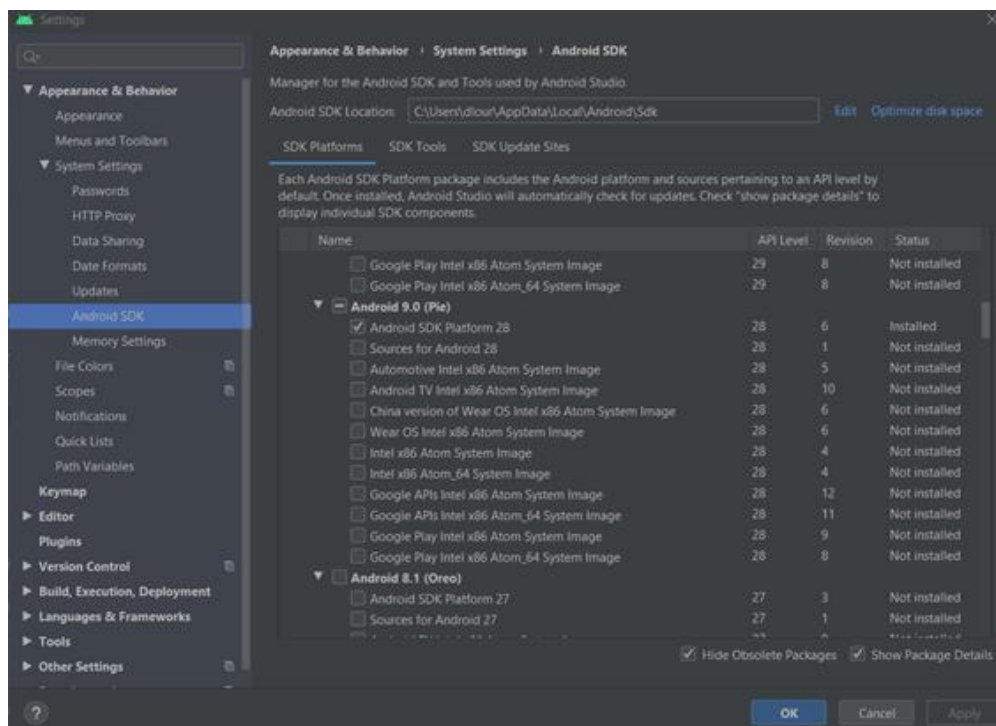 Settings
Appearance & Behavior
Appearance
Menus and Toolbars
System Settings
Passwords
HTTP Proxy
Data Sharing
Date Formats
Updates
Android SDK
Memory Settings
File Colors
Scopes
Notifications
Quick Lists
Path Variables
Keymap
Editor
Plugins
Version Control
Build, Execution, Deployment
Languages & Frameworks
Tools
Other Settings
Appearance & Behavior › System Settings › Android SDK
Manager for the Android SDK and Tools used by Android Studio
Android SDK Location: C:\Users\dlour\AppData\Local\Android\Sdk Edit Optimize disk space
SDK Platforms SDK Tools SDK Update Sites
Each Android SDK Platform package includes the Android platform and sources pertaining to an API level by
default. Once installed, Android Studio will automatically check for updates. Check "show package details" to
display individual SDK components.
Name API Level Revision Status
Google Play Intel x86 Atom System Image 29 8 Not installed
Google Play Intel x86 Atom_64 System Image 29 8 Not installed
Android 9.0 (Pie)
Android SDK Platform 28 28 6 Installed
Sources for Android 28 28 1 Not installed
Automotive Intel x86 Atom System Image 28 5 Not installed
Android TV Intel x86 Atom System Image 28 10 Not installed
China version of Wear OS Intel x86 Atom System Image 28 6 Not installed
Wear OS Intel x86 Atom System Image 28 6 Not installed
Intel x86 Atom System Image 28 4 Not installed
Intel x86 Atom_64 System Image 28 4 Not installed
Google APIs Intel x86 Atom System Image 28 12 Not installed
Google APIs Intel x86 Atom_64 System Image 28 11 Not installed
Google Play Intel x86 Atom System Image 28 9 Not installed
Google Play Intel x86 Atom_64 System Image 28 8 Not installed
Android 8.1 (Oreo)
Android SDK Platform 27 27 3 Not installed
Sources for Android 27 27 1 Not installed
Hide Obsolete Packages Show Package Details
? OK Cancel Apply